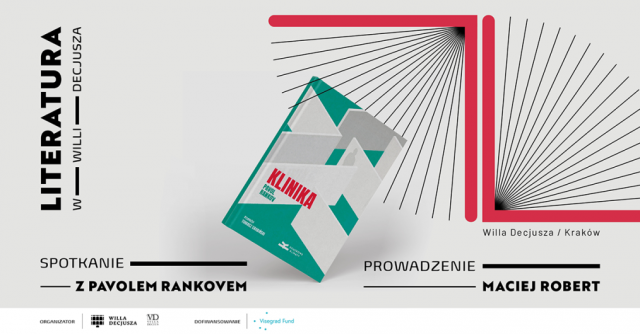 LITERATURA
W WILLI DECJUSZA
KLINIKA
PAVOL
RANKOV
Willa Decjusza / Kraków
SPOTKANIE
Z PAVOLEM RANKOVEM
PROWADZENIE
MACIEJ ROBERT
ORGANIZATOR
WILLA
DECJUSZA
VD
DOFINANSOWANIE
Visegrad Fund